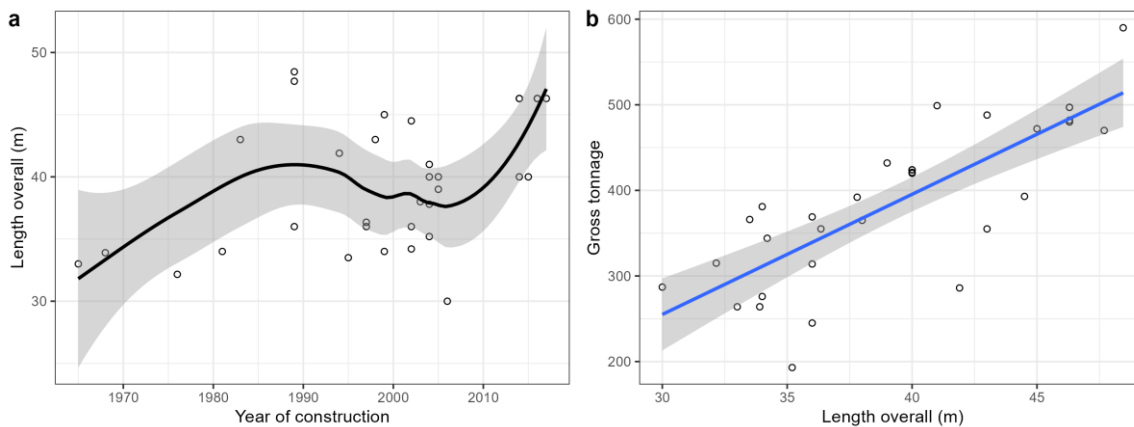 a
Length overall (m)
50
40
30
1970 1980 1990 2000 2010
Year of construction
b
Gross tonnage
600
500
400
300
200
30 35 40 45
Length overall (m)